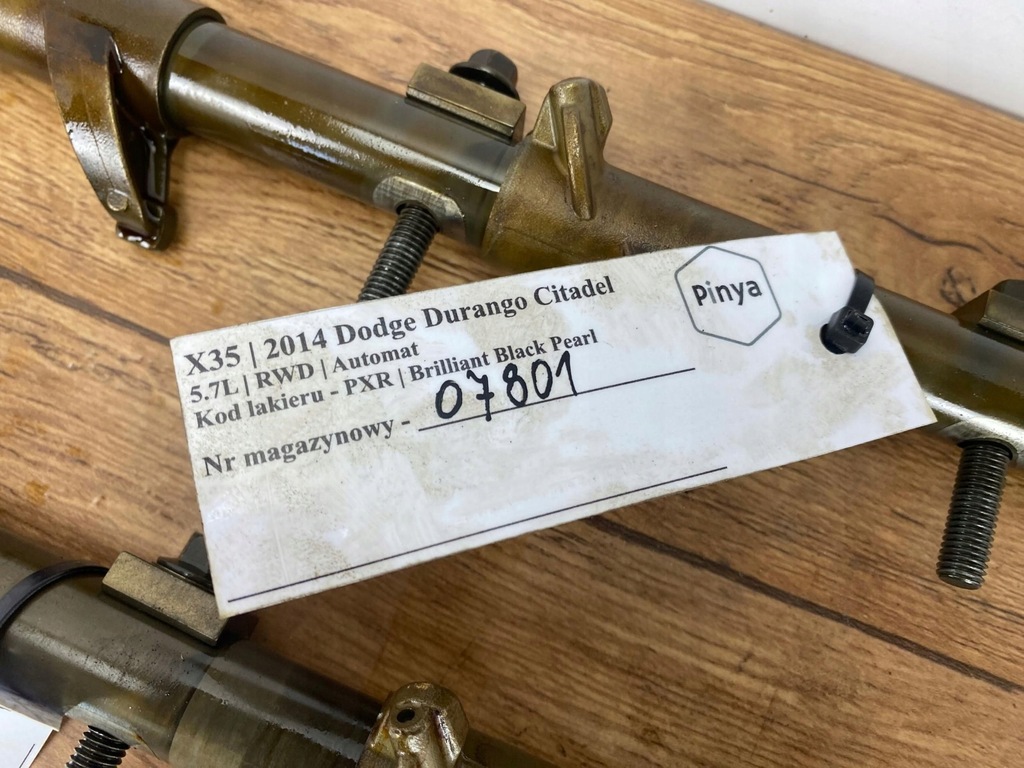 pinya
X35 | 2014 Dodge Durango Citadel
5.7L | RWD | Automat
Kod lakieru - PXR | Brilliant Black Pearl
Nr magazynowy - 07801